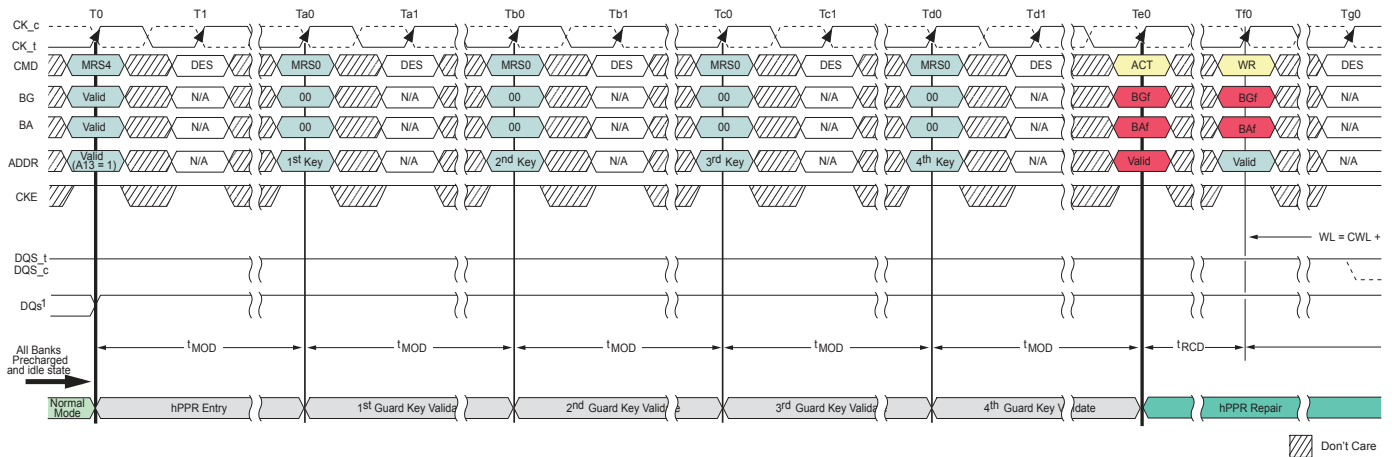 T0 T1 Ta0 Ta1 Tb0 Tb1 Tc0 Tc1 Td0 Td1 Te0 Tf0 Tg0
CK_c
CK_t
CMD MRS4 DES MRS0 DES MRS0 DES MRS0 DES MRS0 DES ACT WR DES
BG Valid N/A 00 N/A 00 N/A 00 N/A 00 N/A BGf BGf N/A
BA Valid N/A 00 N/A 00 N/A 00 N/A 00 N/A BAf BAf N/A
ADDR Valid (A13 = 1) N/A 1st Key N/A 2nd Key N/A 3rd Key N/A 4th Key N/A Valid Valid N/A
CKE
WL = CWL +
DQS_t
DQS_c
DQs1
tMOD tMOD tMOD tMOD tMOD tRCD
All Banks
Precharged
and idle state
Normal Mode hPPR Entry 1st Guard Key Valida 2nd Guard Key Valid e 3rd Guard Key Valida 4th Guard Key V idate hPPR Repair
Don't Care